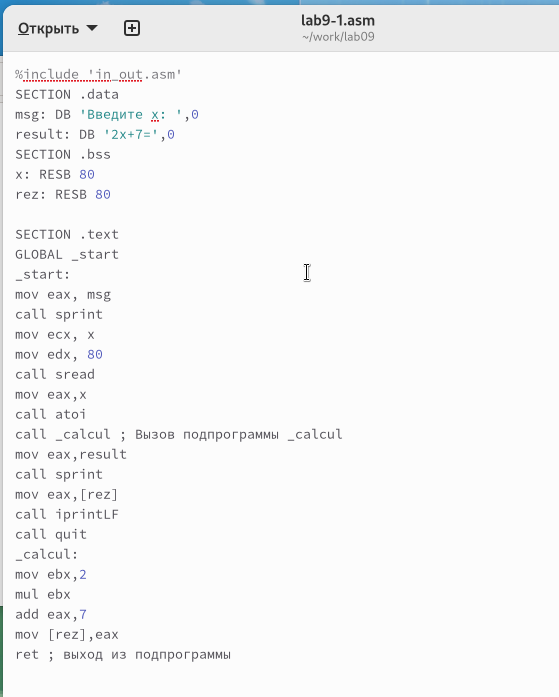 Открыть
lab9-1.asm
~/work/lab09
%include 'in_out.asm'
SECTION .data
msg: DB 'Введите x: ',0
result: DB '2x+7=',0
SECTION .bss
x: RESB 80
rez: RESB 80
SECTION .text
GLOBAL _start
_start:
mov eax, msg
call sprint
mov ecx, x
mov edx, 80
call sread
mov eax,x
call atoi
call _calcul ; Вызов подпрограммы _calcul
mov eax,result
call sprint
mov eax,[rez]
call iprintLF
call quit
_calcul:
mov ebx,2
mul ebx
add eax,7
mov [rez],eax
ret ; выход из подпрограммы